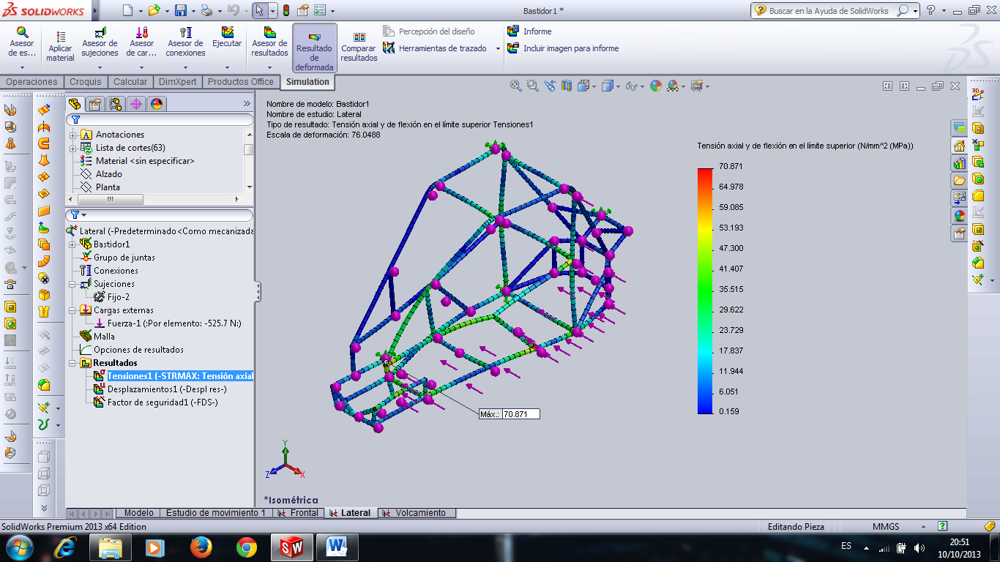 SOLIDWORKS
Bastidor1 *
Buscar en la Ayuda de SolidWorks
Asesor de es...
Aplicar material
Asesor de sujeciones
Asesor de car...
Asesor de conexiones
Ejecutar
Asesor de resultados
Resultado de deformada
Comparar resultados
Percepción del diseño
Herramientas de trazado
Informe
Incluir imagen para informe
Operaciones
Croquis
Calcular
DimXpert
Productos Office
Simulation
Anotaciones
Lista de cortes(63)
Material <sin especificar>
Alzado
Planta
Lateral (-Predeterminado<Como mecanizada
Bastidor1
Grupo de juntas
Conexiones
Sujeciones
Fijo-2
Cargas externas
Fuerza-1 (:Por elemento: -525.7 N:)
Malla
Opciones de resultados
Resultados
Tensiones1 (-STRMAX: Tensión axial
Desplazamientos1 (-Despl res-)
Factor de seguridad1 (-FDS-)
Nombre de modelo: Bastidor1
Nombre de estudio: Lateral
Tipo de resultado: Tensión axial y de flexión en el límite superior Tensiones1
Escala de deformación: 76.0488
Tensión axial y de flexión en el límite superior (N/mm^2 (MPa))
70.871
64.978
59.085
53.193
47.300
41.407
35.515
29.622
23.729
17.837
11.944
6.051
0.159
Máx.: 70.871
Y
Z
X
*Isométrica
Modelo
Estudio de movimiento 1
Frontal
Lateral
Volcamiento
SolidWorks Premium 2013 x64 Edition
Editando Pieza
MMGS
ES
20:51
10/10/2013